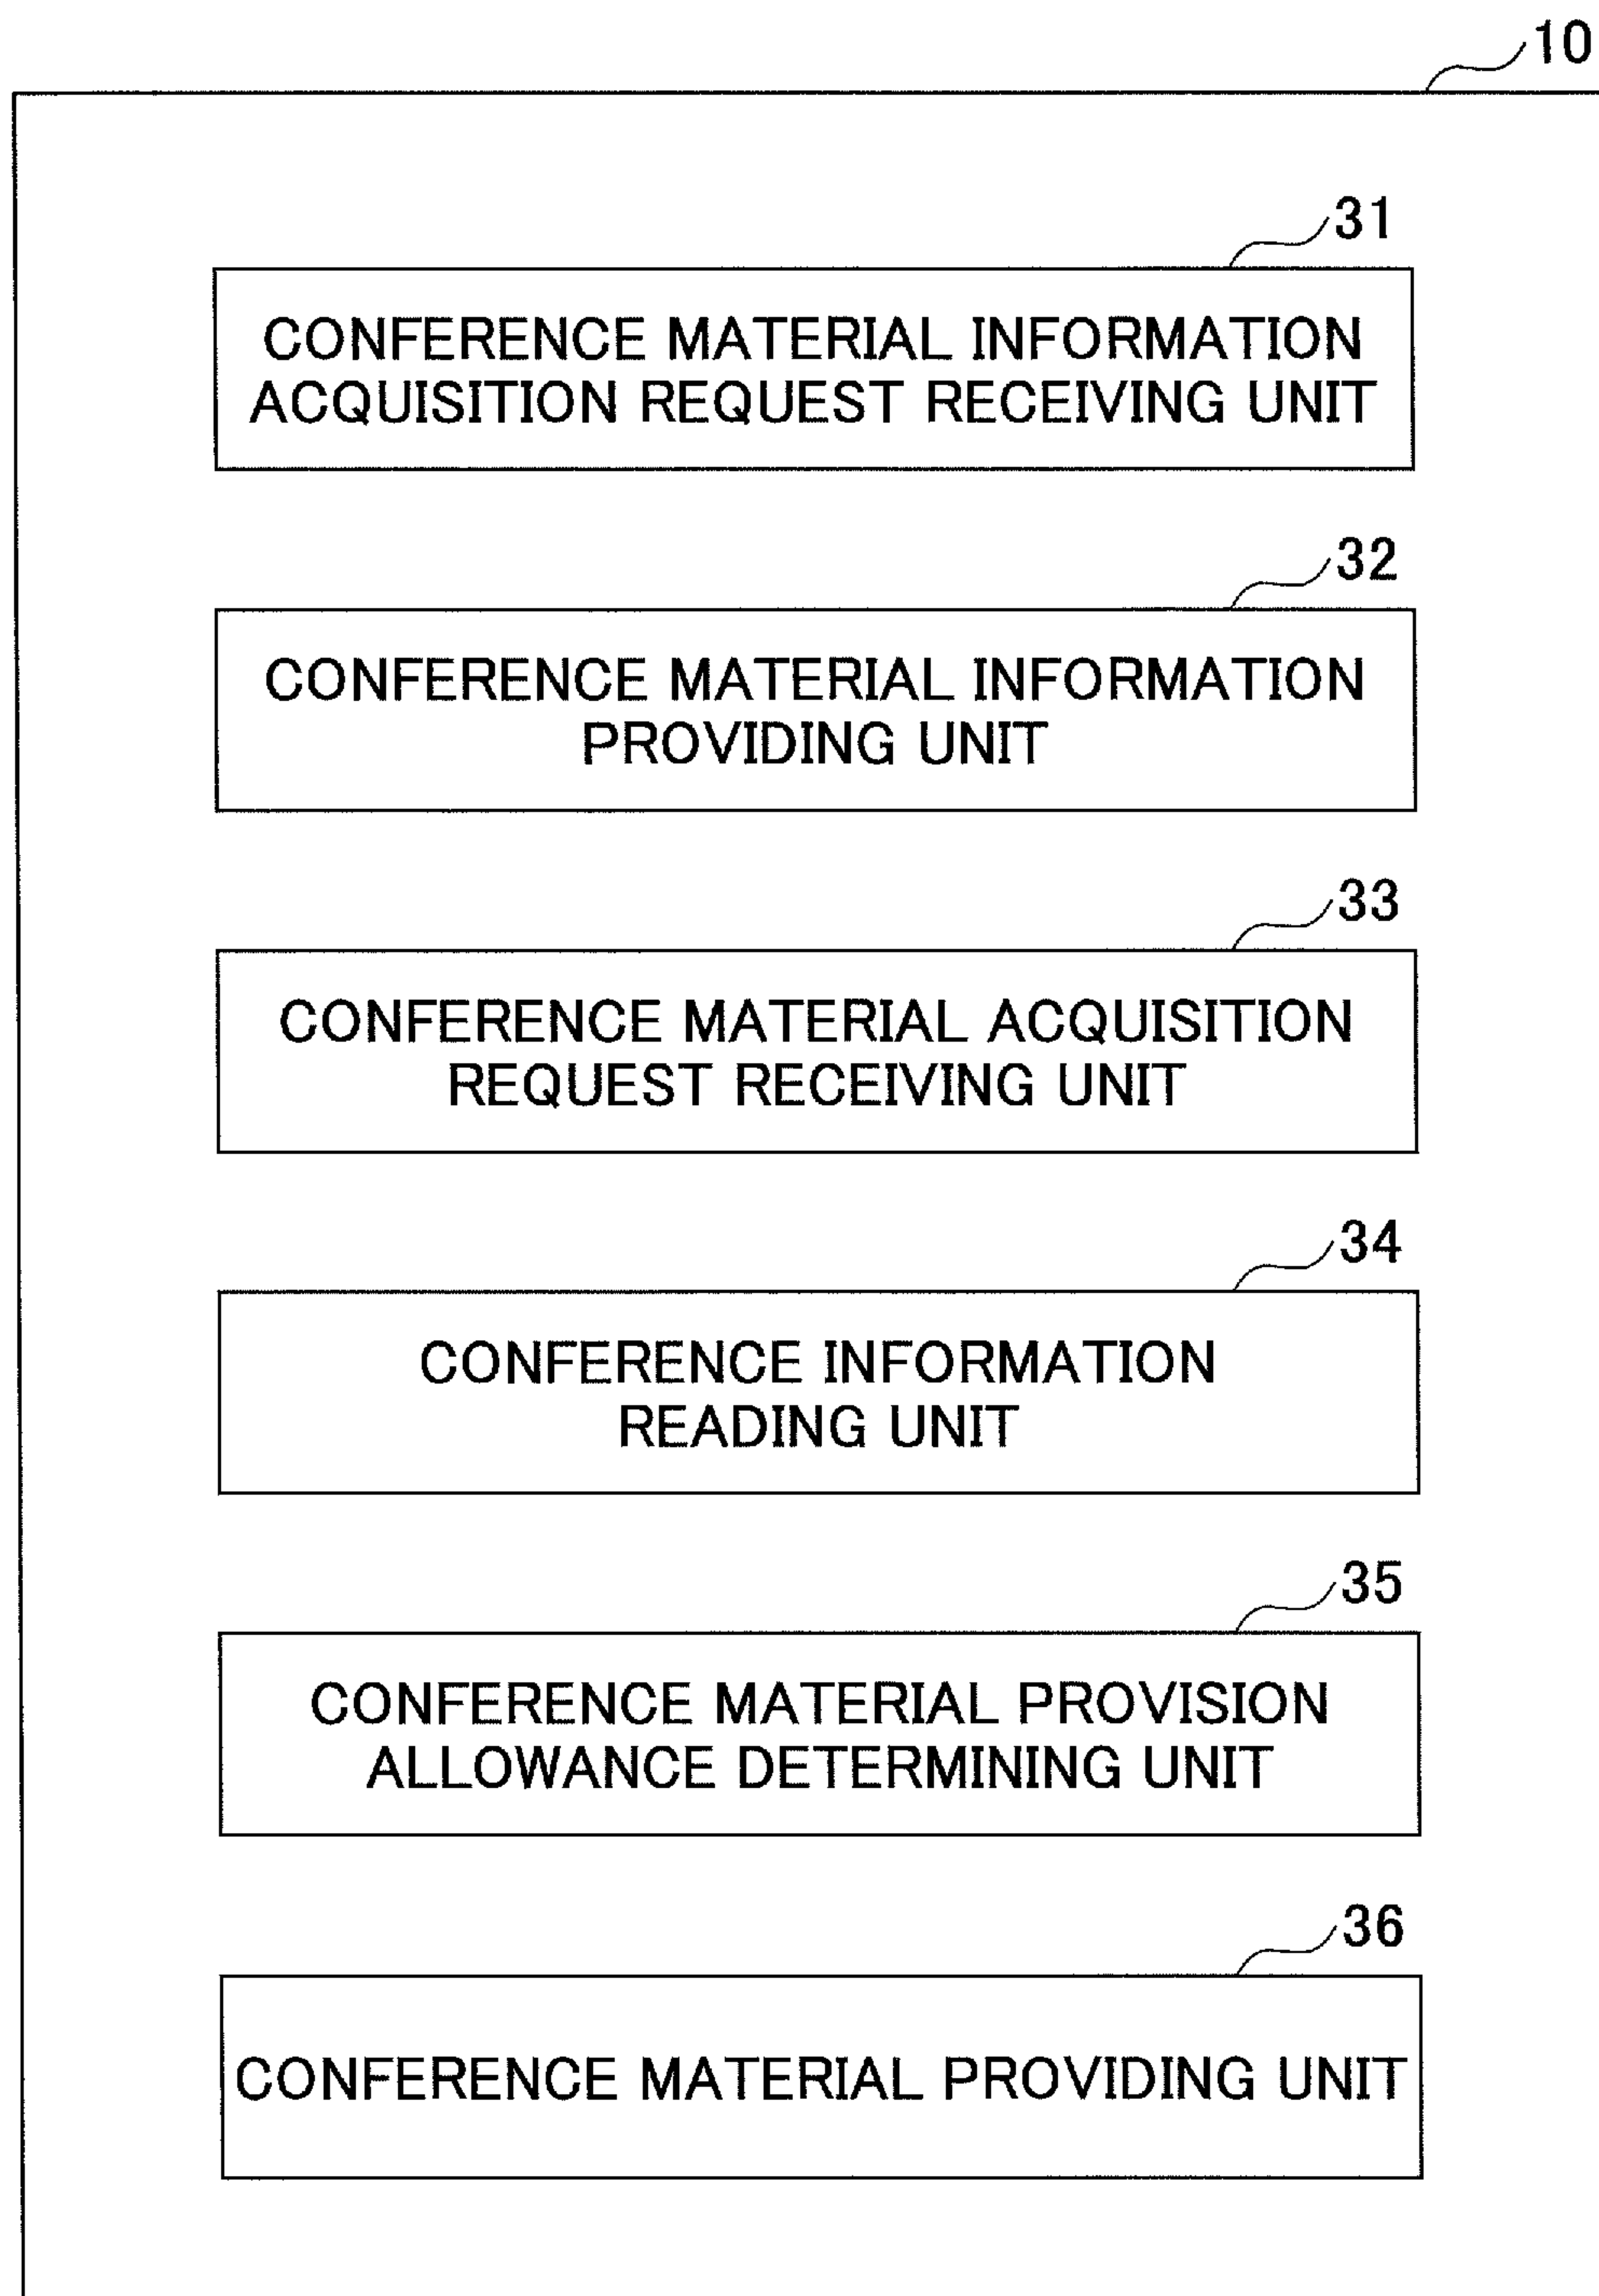 10
31
CONFERENCE MATERIAL INFORMATION
ACQUISITION REQUEST RECEIVING UNIT
32
CONFERENCE MATERIAL INFORMATION
PROVIDING UNIT
33
CONFERENCE MATERIAL ACQUISITION
REQUEST RECEIVING UNIT
34
CONFERENCE INFORMATION
READING UNIT
35
CONFERENCE MATERIAL PROVISION
ALLOWANCE DETERMINING UNIT
36
CONFERENCE MATERIAL PROVIDING UNIT